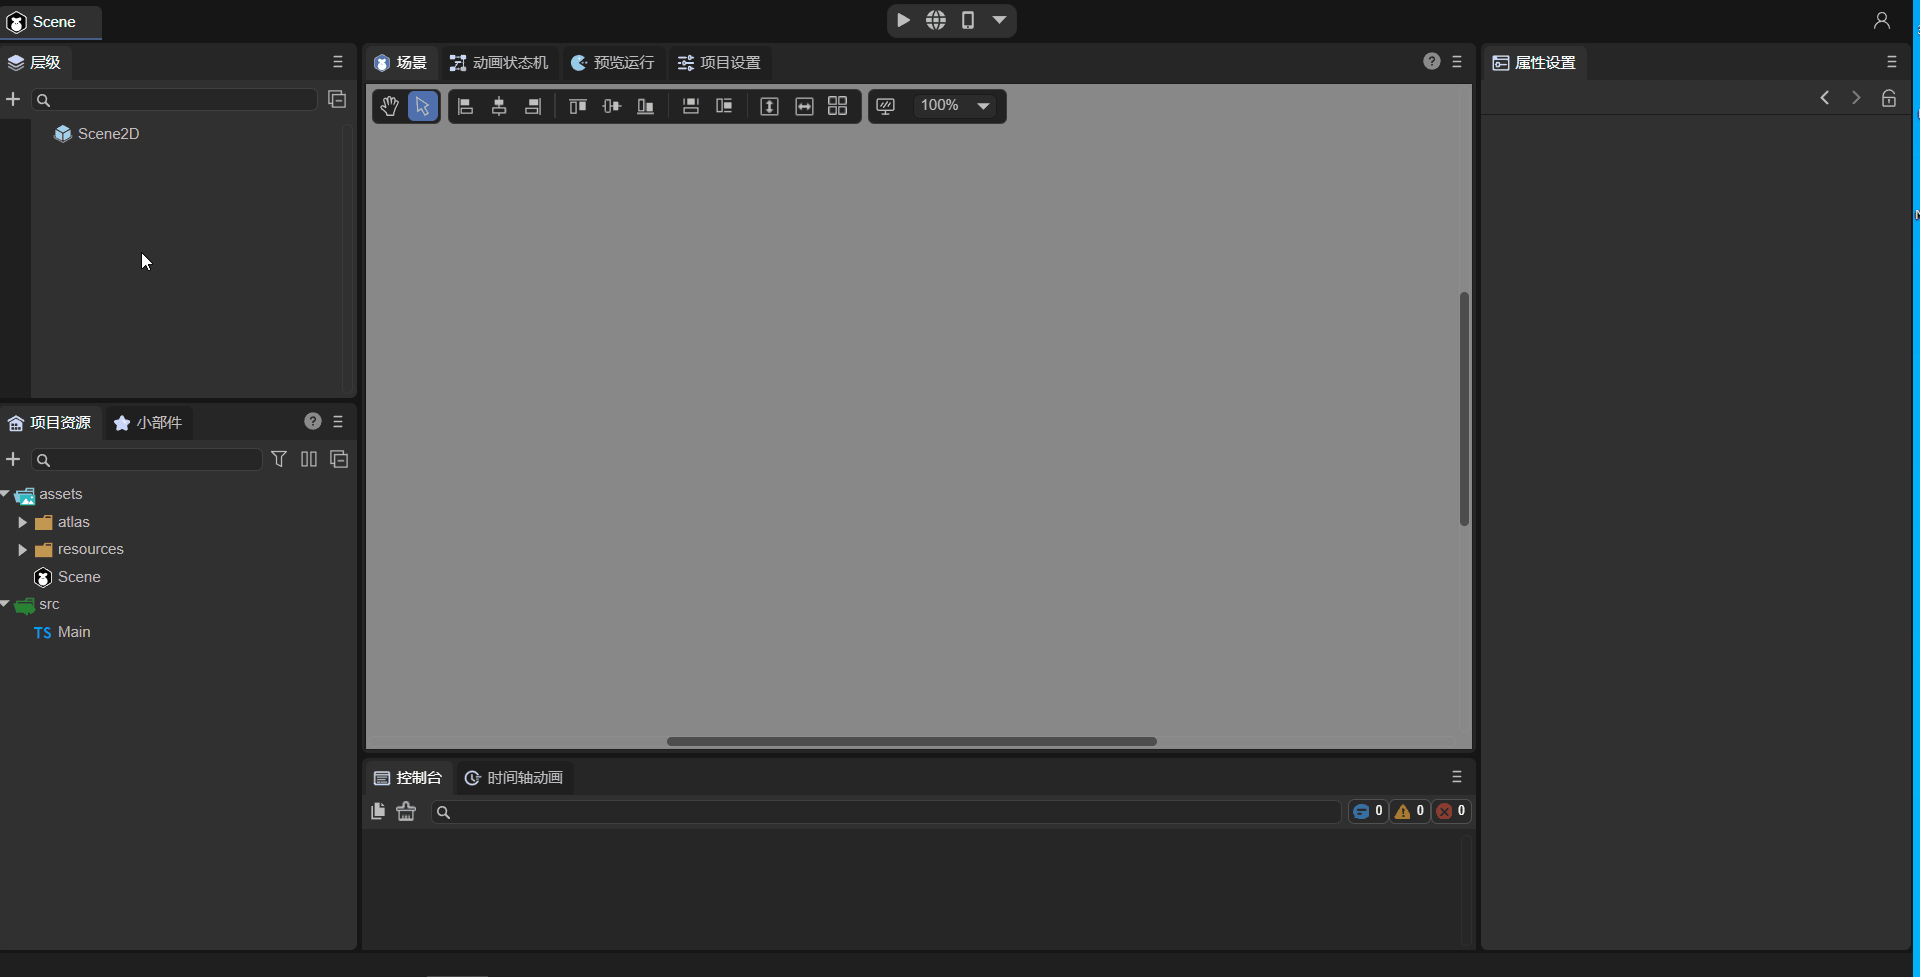 Scene
层级
Scene2D
场景
动画状态机
预览运行
项目设置
100%
属性设置
项目资源
小部件
assets
atlas
resources
Scene
src
TS Main
控制台
时间轴动画
0
0
0